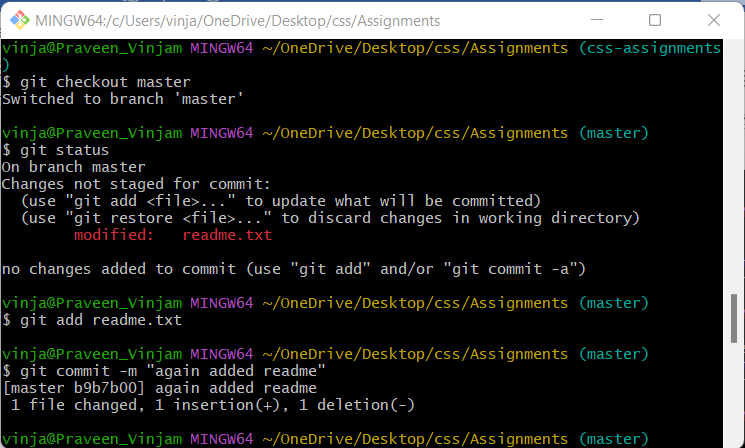 MINGW64:/c/Users/vinja/OneDrive/Desktop/css/Assignments
vinja@Praveen_Vinjam MINGW64 ~/OneDrive/Desktop/css/Assignments (css-assignments
)
$ git checkout master
Switched to branch 'master'
vinja@Praveen_Vinjam MINGW64 ~/OneDrive/Desktop/css/Assignments (master)
$ git status
On branch master
Changes not staged for commit:
  (use "git add <file>..." to update what will be committed)
  (use "git restore <file>..." to discard changes in working directory)
        modified:   readme.txt
no changes added to commit (use "git add" and/or "git commit -a")
vinja@Praveen_Vinjam MINGW64 ~/OneDrive/Desktop/css/Assignments (master)
$ git add readme.txt
vinja@Praveen_Vinjam MINGW64 ~/OneDrive/Desktop/css/Assignments (master)
$ git commit -m "again added readme"
[master b9b7b00] again added readme
 1 file changed, 1 insertion(+), 1 deletion(-)
vinja@Praveen_Vinjam MINGW64 ~/OneDrive/Desktop/css/Assignments (master)